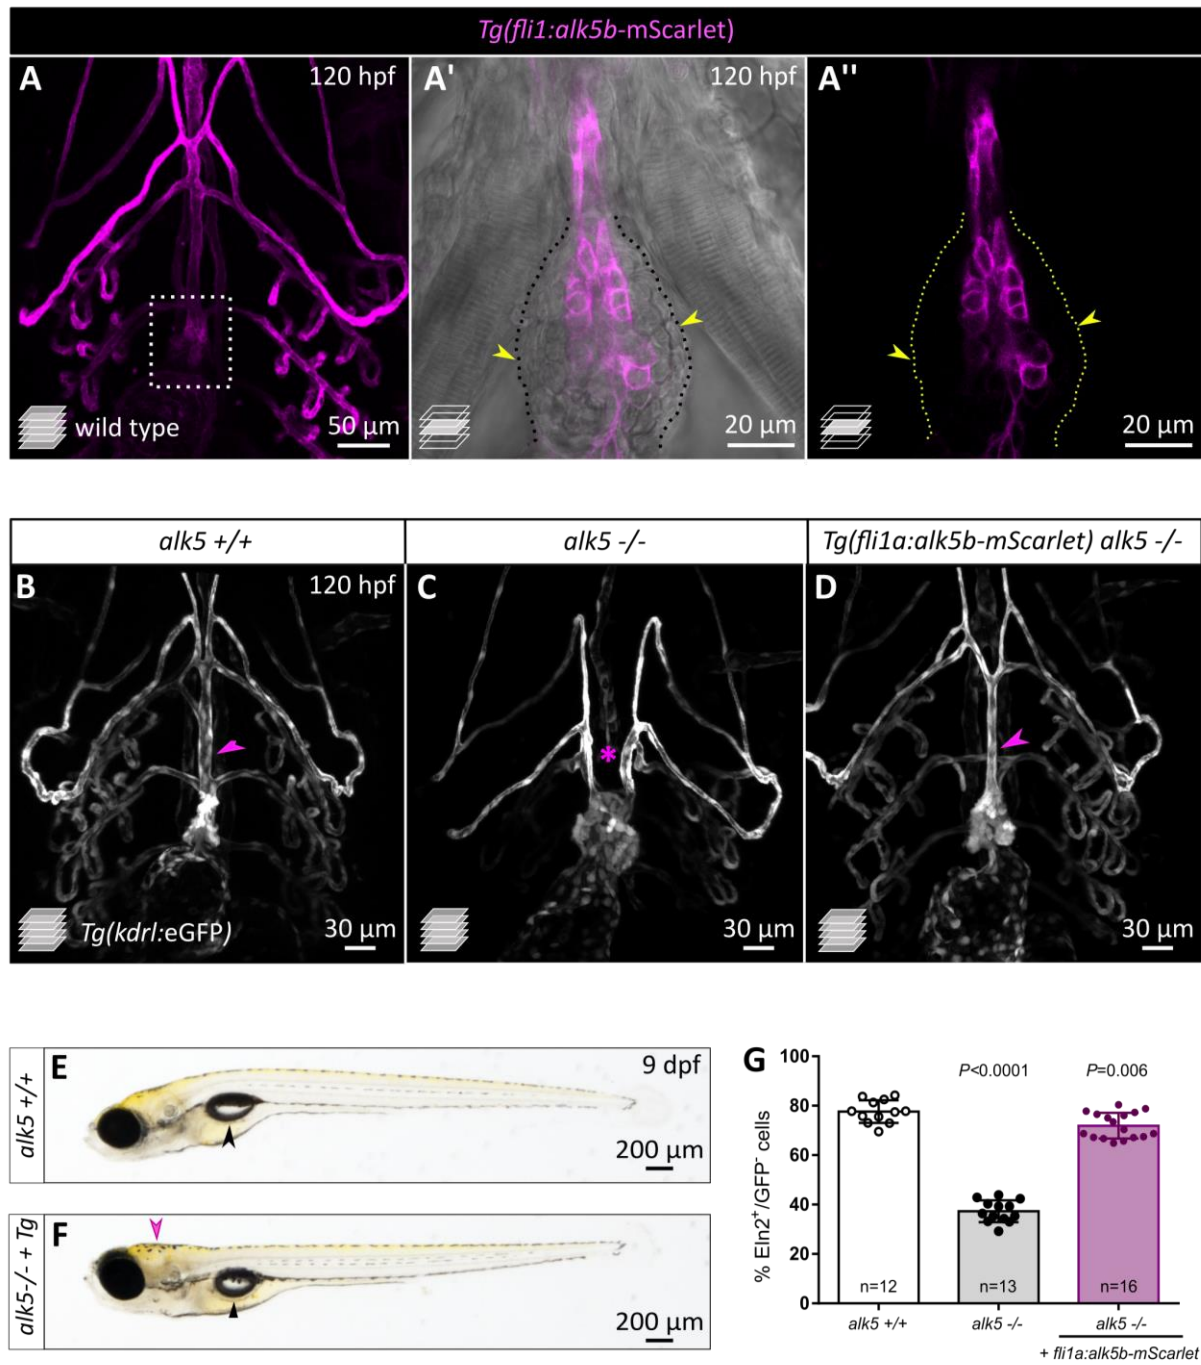 Tg(fli1:alk5b-mScarlet)
A
120 hpf
wild type
50 µm
A'
120 hpf
20 µm
A''
20 µm
alk5 +/+
alk5 -/-
Tg(fli1a:alk5b-mScarlet) alk5 -/-
B
120 hpf
Tg(kdrl:eGFP)
30 µm
C
*
30 µm
D
30 µm
alk5 +/+
E
9 dpf
200 µm
alk5-/- + Tg
F
200 µm
G
% Eln2⁺/GFP⁻ cells
100
80
60
40
20
0
P<0.0001
P=0.006
n=12
n=13
n=16
alk5 +/+
alk5 -/-
alk5 -/-
+ fli1a:alk5b-mScarlet